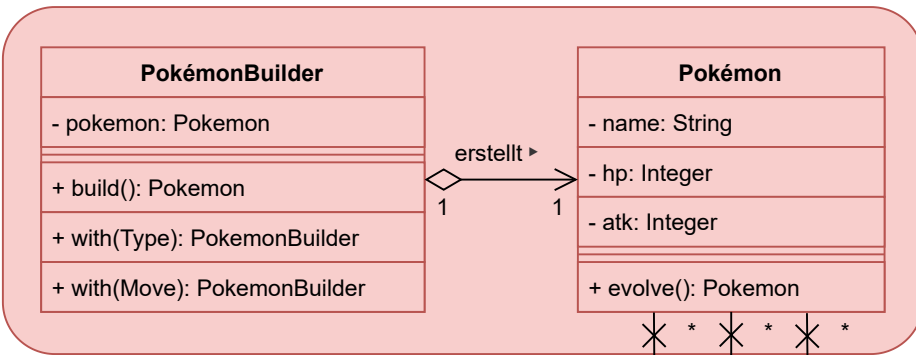 PokémonBuilder
- pokemon: Pokemon
+ build(): Pokemon
+ with(Type): PokemonBuilder
+ with(Move): PokemonBuilder
erstellt ▸
1
1
Pokémon
- name: String
- hp: Integer
- atk: Integer
+ evolve(): Pokemon
* * *